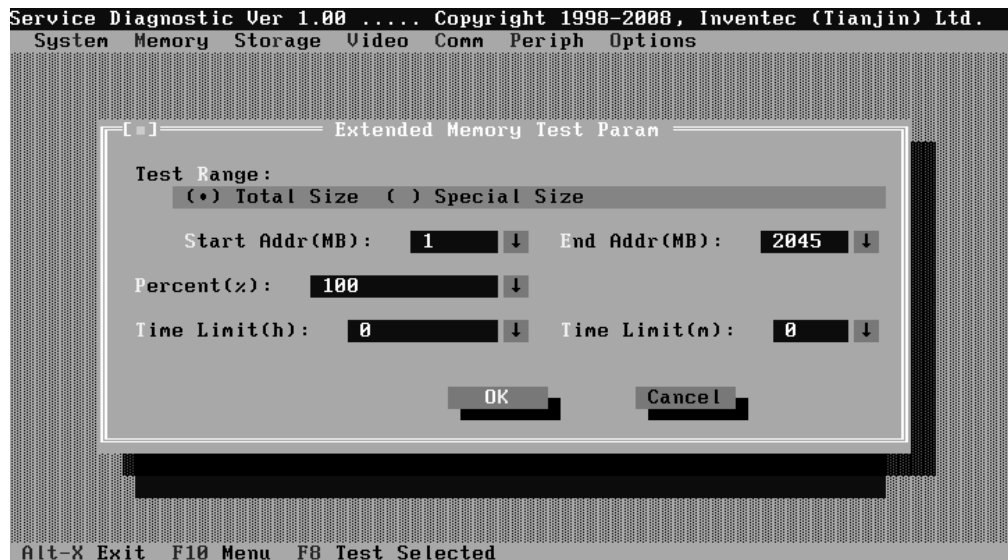 Service Diagnostic Ver 1.00 ..... Copyright 1998-2008, Inventec (Tianjin) Ltd.
System Memory Storage Video Comm Periph Options
[■] Extended Memory Test Param
Test Range:
(•) Total Size ( ) Special Size
Start Addr(MB): 1 ↓ End Addr(MB): 2045 ↓
Percent(%): 100 ↓
Time Limit(h): 0 ↓ Time Limit(m): 0 ↓
OK Cancel
Alt-X Exit F10 Menu F8 Test Selected